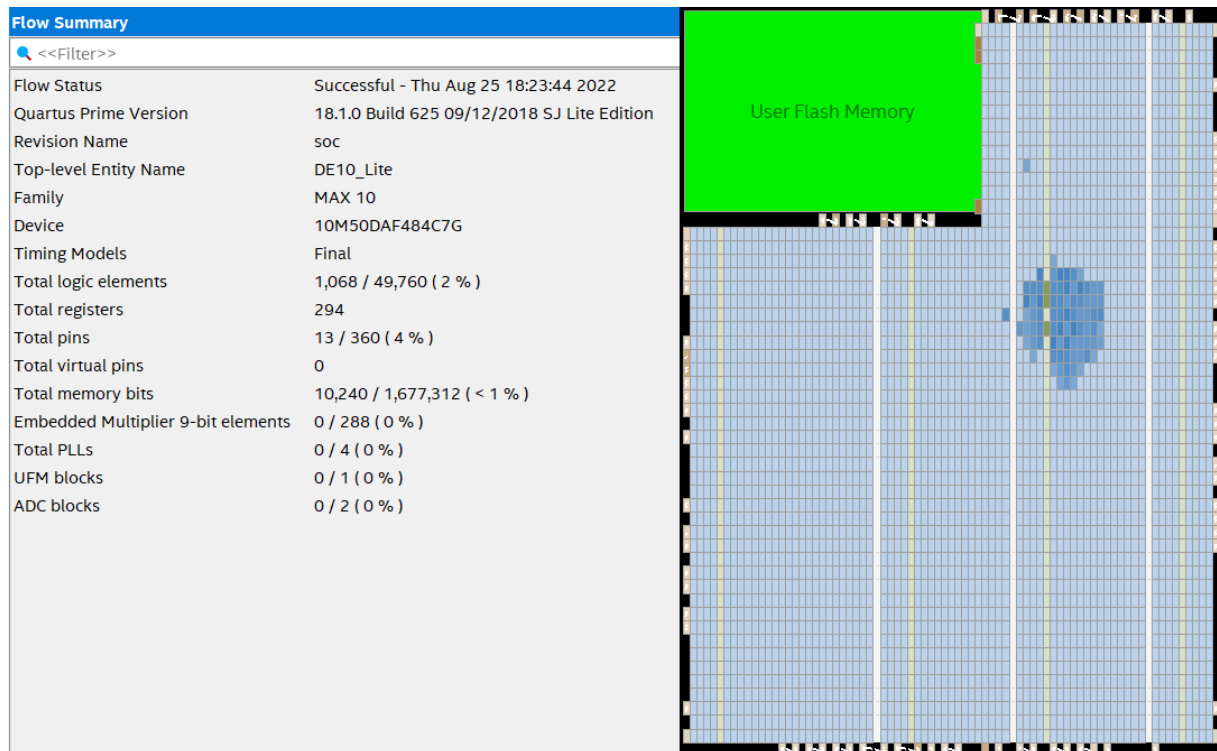 Flow Summary
<<Filter>>
Flow Status Successful - Thu Aug 25 18:23:44 2022
Quartus Prime Version 18.1.0 Build 625 09/12/2018 SJ Lite Edition
Revision Name soc
Top-level Entity Name DE10_Lite
Family MAX 10
Device 10M50DAF484C7G
Timing Models Final
Total logic elements 1,068 / 49,760 ( 2 % )
Total registers 294
Total pins 13 / 360 ( 4 % )
Total virtual pins 0
Total memory bits 10,240 / 1,677,312 ( < 1 % )
Embedded Multiplier 9-bit elements 0 / 288 ( 0 % )
Total PLLs 0 / 4 ( 0 % )
UFM blocks 0 / 1 ( 0 % )
ADC blocks 0 / 2 ( 0 % )
User Flash Memory